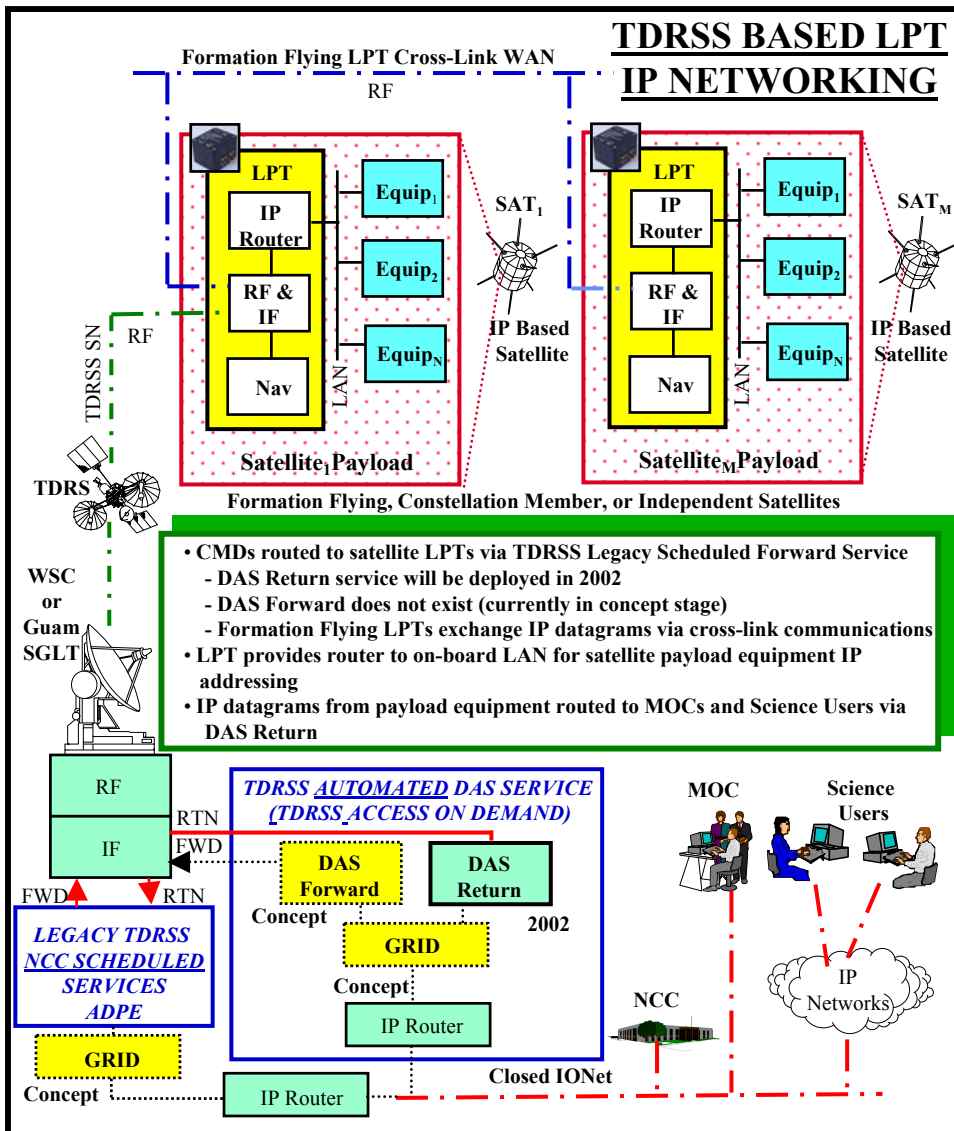 TDRSS BASED LPT
IP NETWORKING
Formation Flying LPT Cross-Link WAN
RF
LPT
IP
Router
RF &
IF
Nav
LAN
Equip1
Equip2
EquipN
Satellite1Payload
SAT1
IP Based
Satellite
LPT
IP
Router
RF &
IF
Nav
LAN
Equip1
Equip2
EquipN
SatelliteMPayload
SATM
IP Based
Satellite
RF
TDRSS SN
TDRS
Formation Flying, Constellation Member, or Independent Satellites
• CMDs routed to satellite LPTs via TDRSS Legacy Scheduled Forward Service
- DAS Return service will be deployed in 2002
- DAS Forward does not exist (currently in concept stage)
- Formation Flying LPTs exchange IP datagrams via cross-link communications
• LPT provides router to on-board LAN for satellite payload equipment IP
addressing
• IP datagrams from payload equipment routed to MOCs and Science Users via
DAS Return
WSC
or
Guam
SGLT
RF
IF
RTN
FWD
FWD
RTN
TDRSS AUTOMATED DAS SERVICE
(TDRSS ACCESS ON DEMAND)
DAS
Forward
DAS
Return
Concept
2002
GRID
Concept
IP Router
LEGACY TDRSS
NCC SCHEDULED
SERVICES
ADPE
GRID
Concept
IP Router
Closed IONet
MOC
Science
Users
NCC
IP
Networks